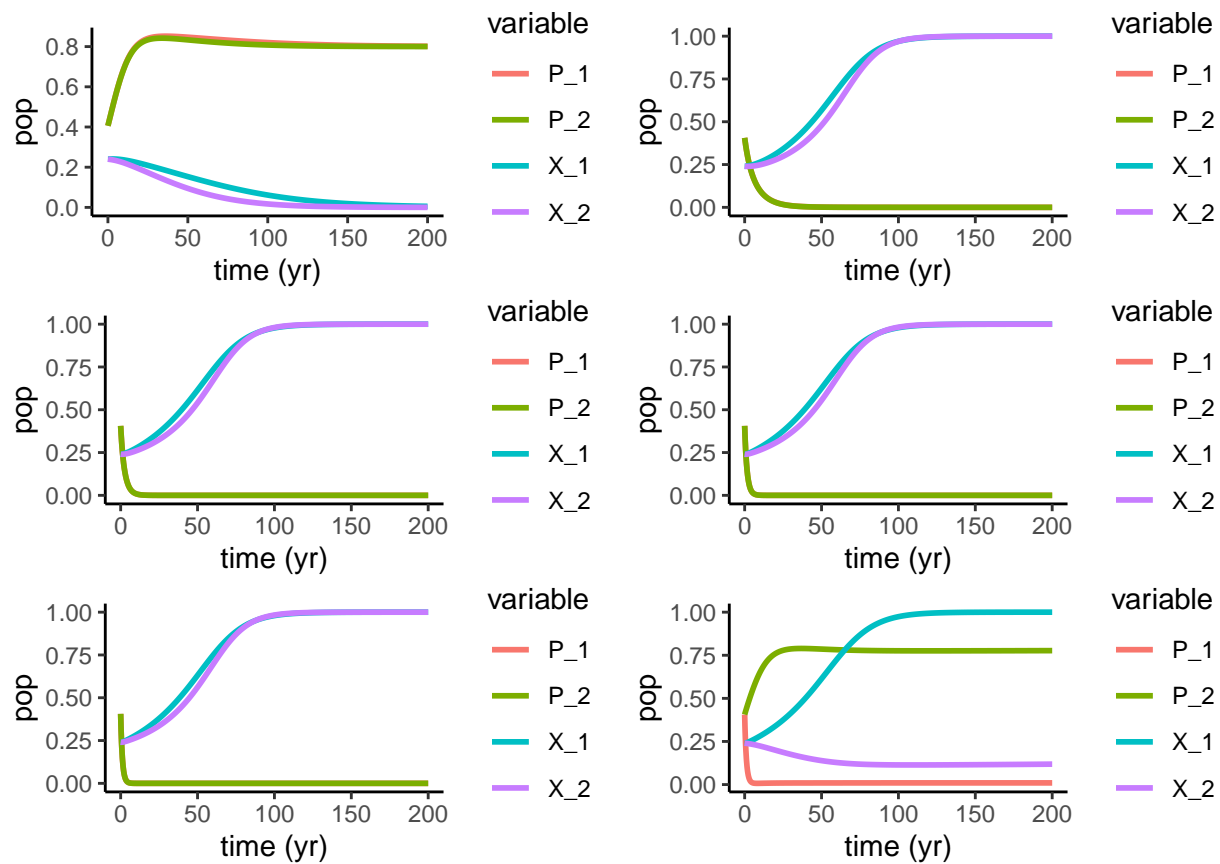 variable
P_1
P_2
X_1
X_2
pop
0.8
0.6
0.4
0.2
0.0
0 50 100 150 200
time (yr)
variable
P_1
P_2
X_1
X_2
pop
1.00
0.75
0.50
0.25
0.00
0 50 100 150 200
time (yr)
variable
P_1
P_2
X_1
X_2
pop
1.00
0.75
0.50
0.25
0.00
0 50 100 150 200
time (yr)
variable
P_1
P_2
X_1
X_2
pop
1.00
0.75
0.50
0.25
0.00
0 50 100 150 200
time (yr)
variable
P_1
P_2
X_1
X_2
pop
1.00
0.75
0.50
0.25
0.00
0 50 100 150 200
time (yr)
variable
P_1
P_2
X_1
X_2
pop
1.00
0.75
0.50
0.25
0.00
0 50 100 150 200
time (yr)